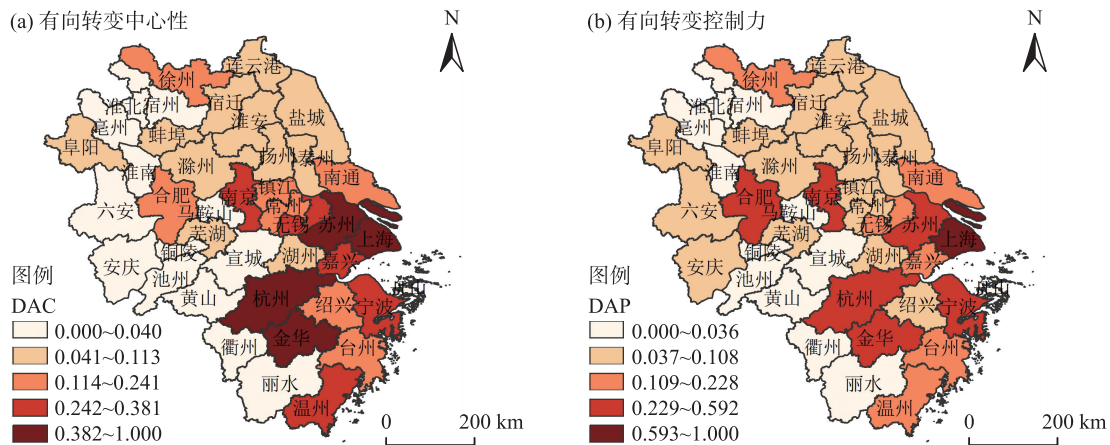 (a) 有向转变中心性
N
连云港
徐州
淮北
宿州
宿迁
亳州
淮安
盐城
阜阳
蚌埠
淮南
滁州
扬州
泰州
南通
合肥
南京
镇江
六安
马鞍山
常州
无锡
苏州
上海
芜湖
铜陵
安庆
池州
宣城
湖州
嘉兴
黄山
杭州
绍兴
宁波
衢州
金华
台州
丽水
温州
图例
DAC
0.000~0.040
0.041~0.113
0.114~0.241
0.242~0.381
0.382~1.000
0 200 km
(b) 有向转变控制力
N
连云港
徐州
淮北
宿州
宿迁
亳州
淮安
盐城
阜阳
蚌埠
淮南
滁州
扬州
泰州
南通
合肥
南京
镇江
六安
马鞍山
常州
无锡
苏州
上海
芜湖
铜陵
安庆
池州
宣城
湖州
嘉兴
黄山
杭州
绍兴
宁波
衢州
金华
台州
丽水
温州
图例
DAP
0.000~0.036
0.037~0.108
0.109~0.228
0.229~0.592
0.593~1.000
0 200 km